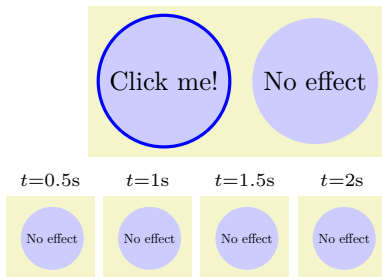 Click me! No effect
t=0.5s t=1s t=1.5s t=2s
No effect No effect No effect No effect